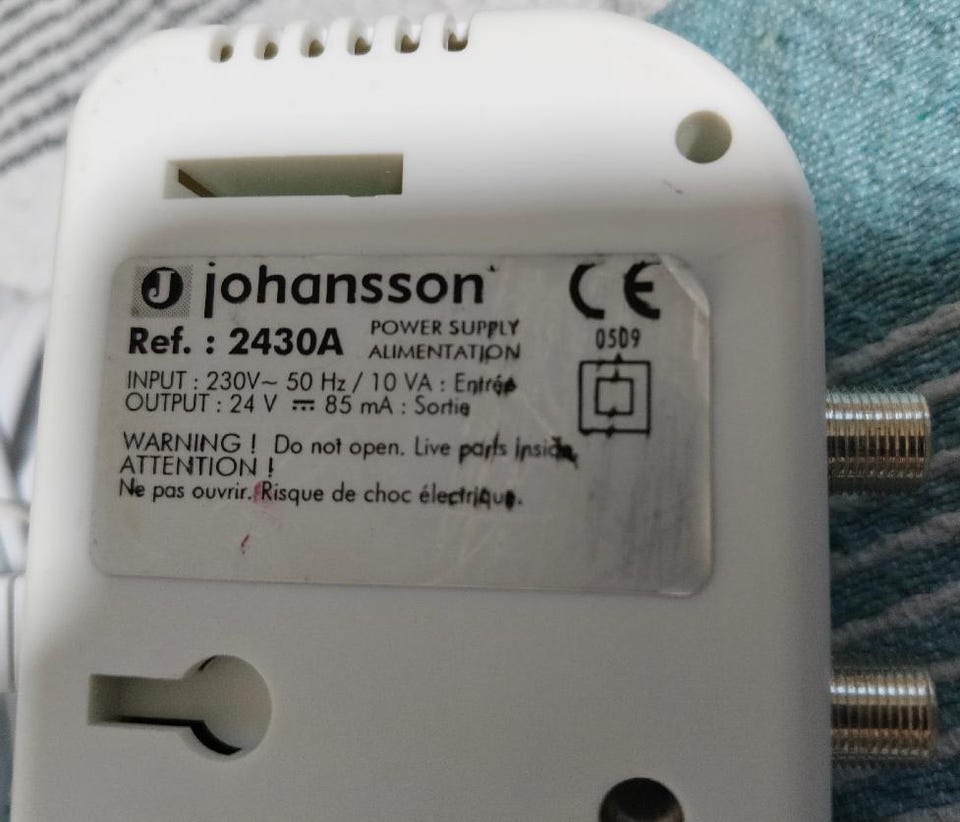 J johansson CE
Ref. : 2430A POWER SUPPLY 0509
ALIMENTATION
INPUT : 230V~ 50 Hz / 10 VA : Entrée
OUTPUT : 24 V ⎓ 85 mA : Sortie
WARNING ! Do not open. Live parts inside.
ATTENTION !
Ne pas ouvrir. Risque de choc électrique.